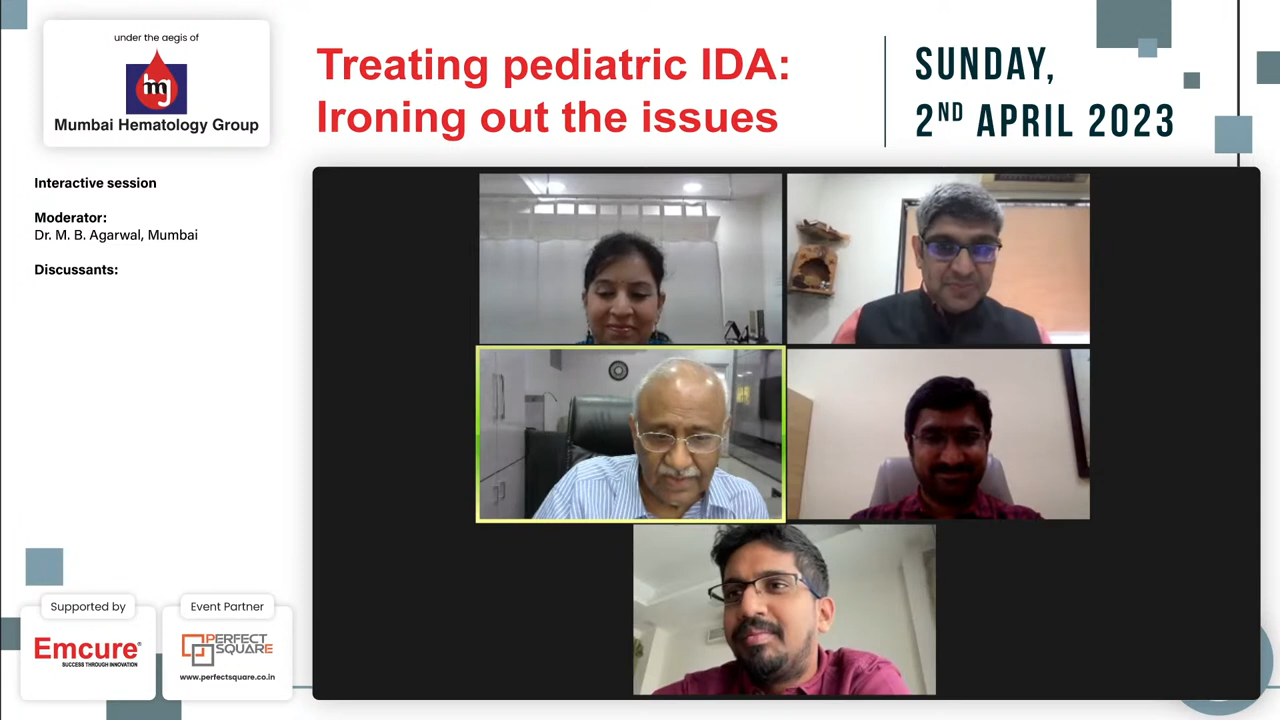 under the aegis of
hmg
Mumbai Hematology Group
Treating pediatric IDA:
Ironing out the issues
SUNDAY,
2ND APRIL 2023
Interactive session
Moderator:
Dr. M. B. Agarwal, Mumbai
Discussants:
Supported by
Emcure®
SUCCESS THROUGH INNOVATION
Event Partner
PERFECT
SQUARE
www.perfectsquare.co.in